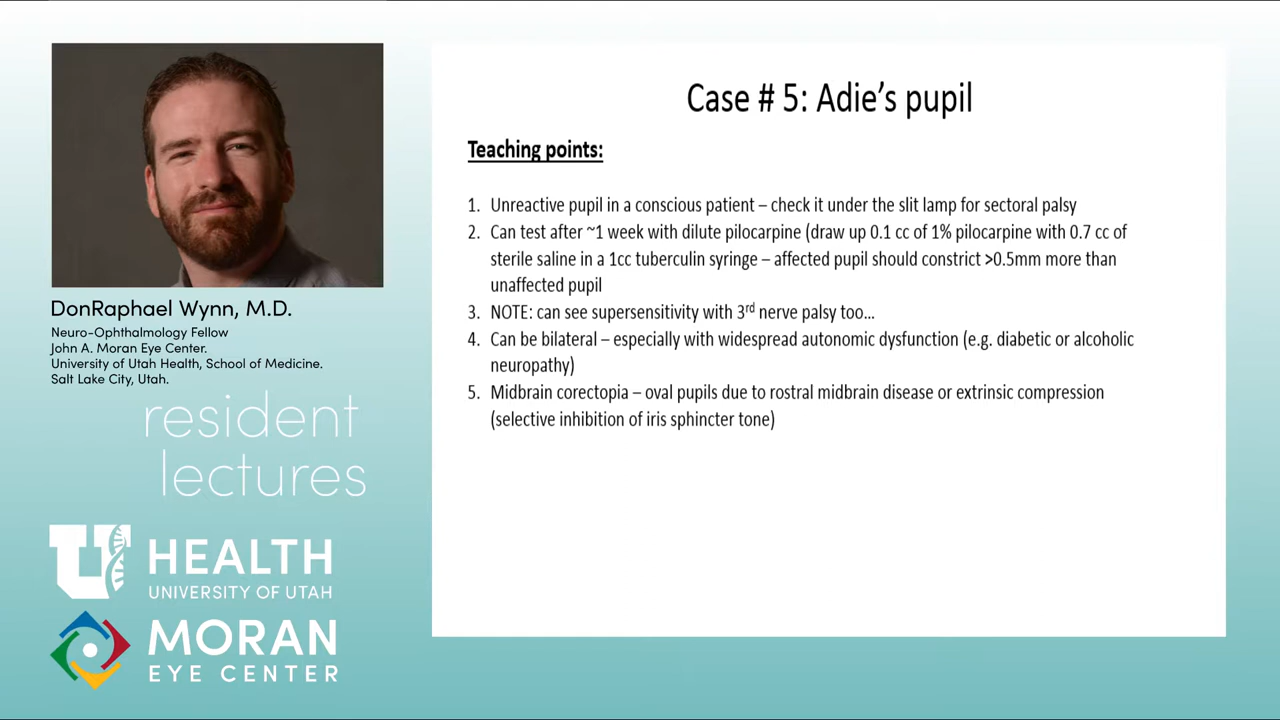 Case # 5: Adie’s pupil
Teaching points:
1. Unreactive pupil in a conscious patient – check it under the slit lamp for sectoral palsy
2. Can test after ~1 week with dilute pilocarpine (draw up 0.1 cc of 1% pilocarpine with 0.7 cc of
sterile saline in a 1cc tuberculin syringe – affected pupil should constrict >0.5mm more than
unaffected pupil
3. NOTE: can see supersensitivity with 3rd nerve palsy too...
4. Can be bilateral – especially with widespread autonomic dysfunction (e.g. diabetic or alcoholic
neuropathy)
5. Midbrain corectopia – oval pupils due to rostral midbrain disease or extrinsic compression
(selective inhibition of iris sphincter tone)
DonRaphael Wynn, M.D.
Neuro-Ophthalmology Fellow
John A. Moran Eye Center.
University of Utah Health, School of Medicine.
Salt Lake City, Utah.
resident
lectures
U HEALTH
UNIVERSITY OF UTAH
MORAN
EYE CENTER